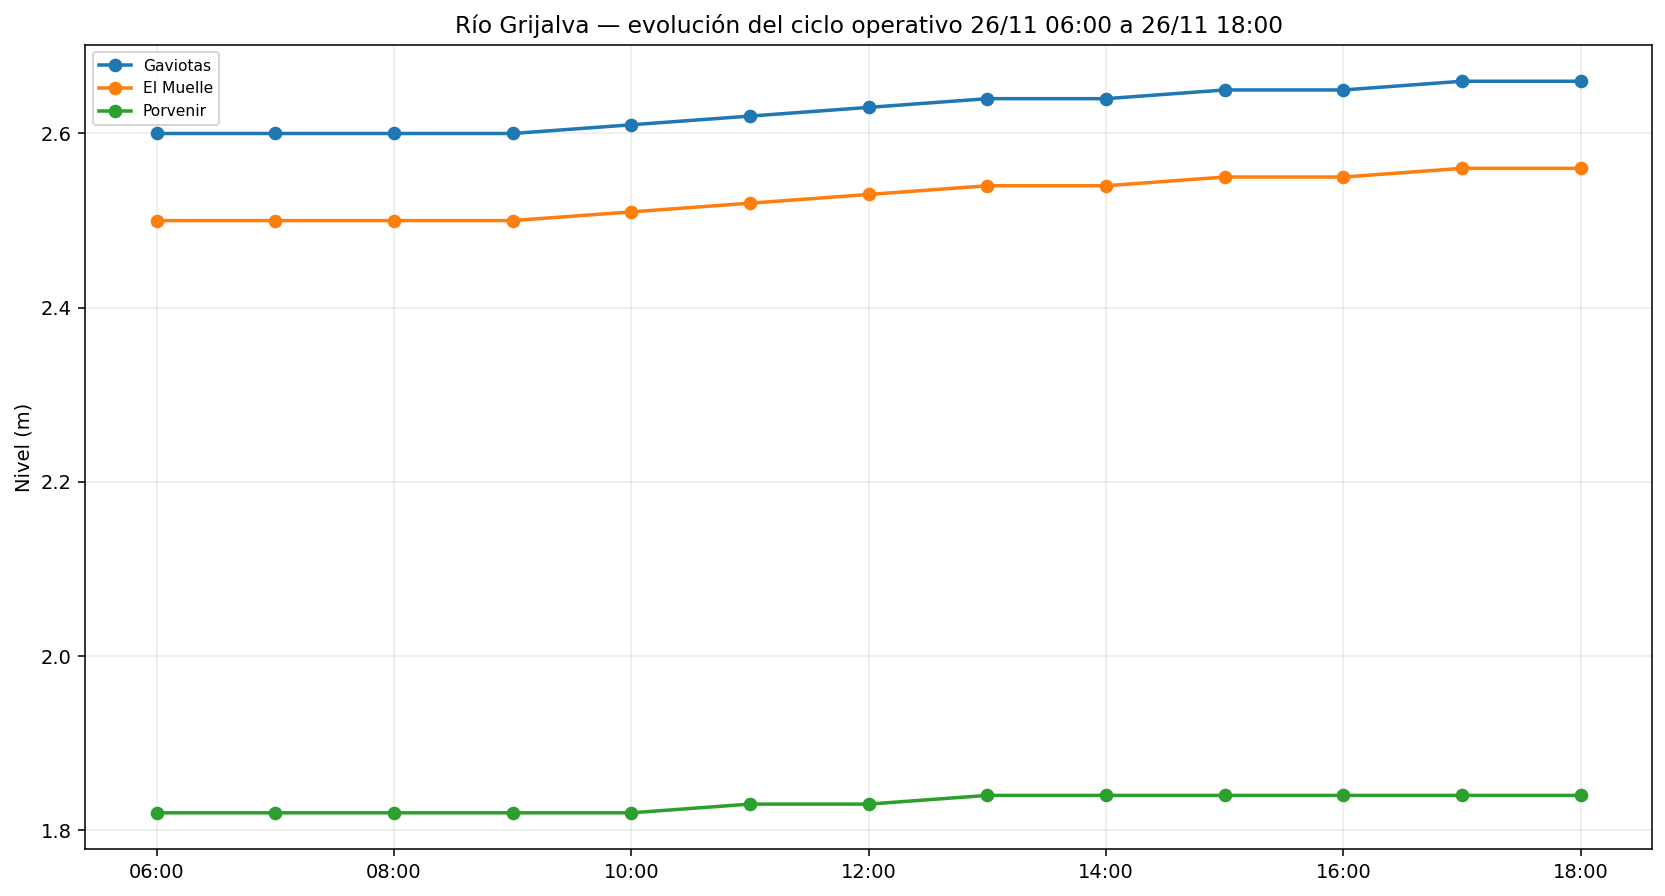 Río Grijalva — evolución del ciclo operativo 26/11 06:00 a 26/11 18:00
Gaviotas
El Muelle
Porvenir
Nivel (m)
2.6
2.4
2.2
2.0
1.8
06:00 08:00 10:00 12:00 14:00 16:00 18:00